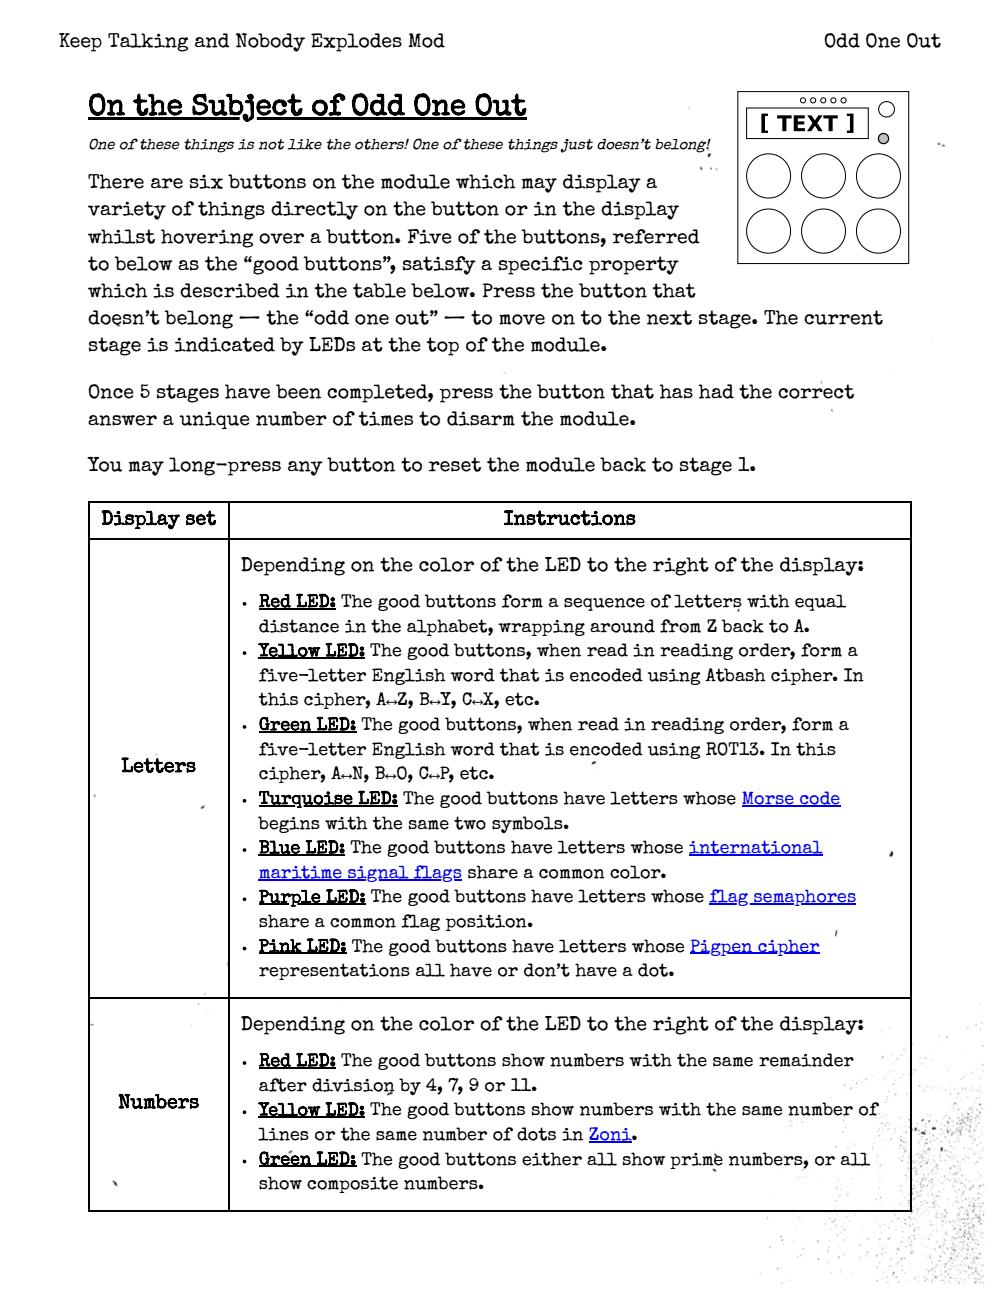 Keep Talking and Nobody Explodes Mod
Odd One Out
On the Subject of Odd One Out
One of these things is not like the others! One of these things just doesn't belong!
[ TEXT ]
There are six buttons on the module which may display a
variety of things directly on the button or in the display
whilst hovering over a button. Five of the buttons, referred
to below as the “good buttons”, satisfy a specific property
which is described in the table below. Press the button that
doesn't belong — the “odd one out” — to move on to the next stage. The current
stage is indicated by LEDs at the top of the module.
Once 5 stages have been completed, press the button that has had the correct
answer a unique number of times to disarm the module.
You may long-press any button to reset the module back to stage 1.
Display set
Instructions
Letters
Depending on the color of the LED to the right of the display:
• Red LED: The good buttons form a sequence of letters with equal
distance in the alphabet, wrapping around from Z back to A.
• Yellow LED: The good buttons, when read in reading order, form a
five-letter English word that is encoded using Atbash cipher. In
this cipher, A↔Z, B↔Y, C↔X, etc.
• Green LED: The good buttons, when read in reading order, form a
five-letter English word that is encoded using ROT13. In this
cipher, A↔N, B↔O, C↔P, etc.
• Turquoise LED: The good buttons have letters whose Morse code
begins with the same two symbols.
• Blue LED: The good buttons have letters whose international
maritime signal flags share a common color.
• Purple LED: The good buttons have letters whose flag semaphores
share a common flag position.
• Pink LED: The good buttons have letters whose Pigpen cipher
representations all have or don't have a dot.
Numbers
Depending on the color of the LED to the right of the display:
• Red LED: The good buttons show numbers with the same remainder
after division by 4, 7, 9 or 11.
• Yellow LED: The good buttons show numbers with the same number of
lines or the same number of dots in Zoni.
• Green LED: The good buttons either all show prime numbers, or all
show composite numbers.